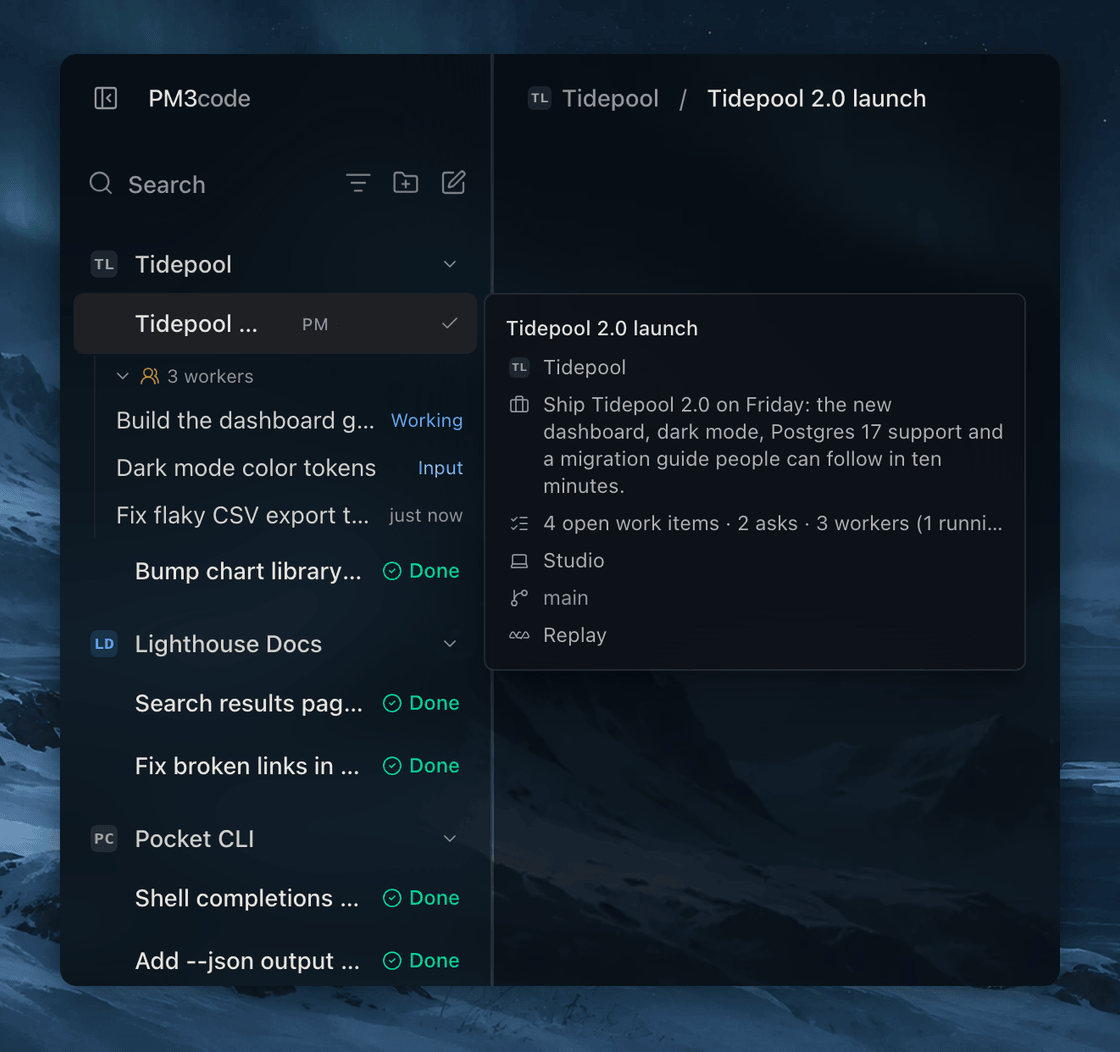 PM3code
TL Tidepool / Tidepool 2.0 launch
Search
TL Tidepool
Tidepool ... PM
3 workers
Build the dashboard g... Working
Dark mode color tokens Input
Fix flaky CSV export t... just now
Bump chart library... Done
LD Lighthouse Docs
Search results pag... Done
Fix broken links in ... Done
PC Pocket CLI
Shell completions ... Done
Add --json output ... Done
Tidepool 2.0 launch
TL Tidepool
Ship Tidepool 2.0 on Friday: the new
dashboard, dark mode, Postgres 17 support and
a migration guide people can follow in ten
minutes.
4 open work items · 2 asks · 3 workers (1 runni...
Studio
main
Replay